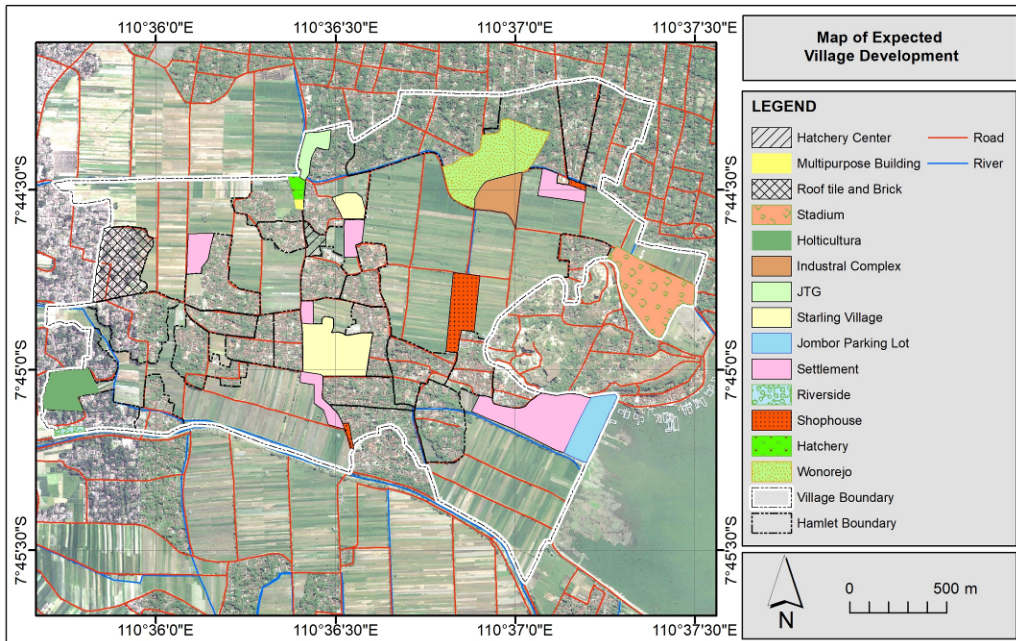 110°36'0"E 110°36'30"E 110°37'0"E 110°37'30"E
7°44'30"S 7°44'30"S
7°45'0"S 7°45'0"S
7°45'30"S 7°45'30"S
110°36'0"E 110°36'30"E 110°37'0"E 110°37'30"E
Map of Expected
Village Development
LEGEND
Hatchery Center Road
Multipurpose Building River
Roof tile and Brick
Stadium
Holticultura
Industral Complex
JTG
Starling Village
Jombor Parking Lot
Settlement
Riverside
Shophouse
Hatchery
Wonorejo
Village Boundary
Hamlet Boundary
N
0 500 m